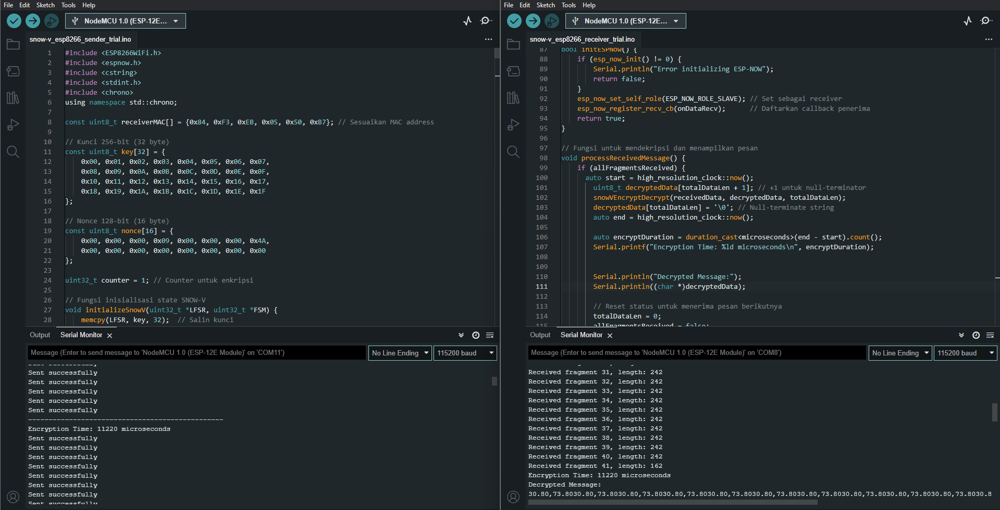 File Edit Sketch Tools Help
NodeMCU 1.0 (ESP-12E...
snow-v_esp8266_sender_trial.ino
1 #include <ESP8266WiFi.h>
2 #include <espnow.h>
3 #include <cstring>
4 #include <stdint.h>
5 #include <chrono>
6 using namespace std::chrono;
7
8 const uint8_t receiverMAC[] = {0x84, 0xF3, 0xEB, 0x05, 0x50, 0xB7}; // Sesuaikan MAC address
9
10 // Kunci 256-bit (32 byte)
11 const uint8_t key[32] = {
12 0x00, 0x01, 0x02, 0x03, 0x04, 0x05, 0x06, 0x07,
13 0x08, 0x09, 0x0A, 0x0B, 0x0C, 0x0D, 0x0E, 0x0F,
14 0x10, 0x11, 0x12, 0x13, 0x14, 0x15, 0x16, 0x17,
15 0x18, 0x19, 0x1A, 0x1B, 0x1C, 0x1D, 0x1E, 0x1F
16 };
17
18 // Nonce 128-bit (16 byte)
19 const uint8_t nonce[16] = {
20 0x00, 0x00, 0x00, 0x09, 0x00, 0x00, 0x00, 0x4A,
21 0x00, 0x00, 0x00, 0x00, 0x00, 0x00, 0x00, 0x00
22 };
23
24 uint32_t counter = 1; // Counter untuk enkripsi
25
26 // Fungsi inisialisasi state SNOW-V
27 void initializeSnowV(uint32_t *LFSR, uint32_t *FSM) {
28 memcpy(LFSR, key, 32); // Salin kunci
Output Serial Monitor
Message (Enter to send message to 'NodeMCU 1.0 (ESP-12E Module)' on 'COM11')
No Line Ending 115200 baud
Sent successfully
Sent successfully
Sent successfully
Sent successfully
Sent successfully
Sent successfully
------------------------------------------------
Encryption Time: 11220 microseconds
Sent successfully
Sent successfully
Sent successfully
Sent successfully
Sent successfully
Sent successfully
Sent successfully
Sent successfully
File Edit Sketch Tools Help
NodeMCU 1.0 (ESP-12E...
snow-v_esp8266_receiver_trial.ino
87 bool initESPNow() {
88 if (esp_now_init() != 0) {
89 Serial.println("Error initializing ESP-NOW");
90 return false;
91 }
92 esp_now_set_self_role(ESP_NOW_ROLE_SLAVE); // Set sebagai receiver
93 esp_now_register_recv_cb(onDataRecv); // Daftarkan callback penerima
94 return true;
95 }
96
97 // Fungsi untuk mendekripsi dan menampilkan pesan
98 void processReceivedMessage() {
99 if (allFragmentsReceived) {
100 auto start = high_resolution_clock::now();
101 uint8_t decryptedData[totalDataLen + 1]; // +1 untuk null-terminator
102 snowVEncryptDecrypt(receivedData, decryptedData, totalDataLen);
103 decryptedData[totalDataLen] = '\0'; // Null-terminate string
104 auto end = high_resolution_clock::now();
105
106 auto encryptDuration = duration_cast<microseconds>(end - start).count();
107 Serial.printf("Encryption Time: %ld microseconds\n", encryptDuration);
108
109
110 Serial.println("Decrypted Message:");
111 Serial.println((char *)decryptedData);
112
113 // Reset status untuk menerima pesan berikutnya
114 totalDataLen = 0;
115 allFragmentsReceived = false;
Output Serial Monitor
Message (Enter to send message to 'NodeMCU 1.0 (ESP-12E Module)' on 'COM8')
No Line Ending 115200 baud
Received fragment 31, length: 242
Received fragment 32, length: 242
Received fragment 33, length: 242
Received fragment 34, length: 242
Received fragment 35, length: 242
Received fragment 36, length: 242
Received fragment 37, length: 242
Received fragment 38, length: 242
Received fragment 39, length: 242
Received fragment 40, length: 242
Received fragment 41, length: 162
Encryption Time: 11220 microseconds
Decrypted Message:
30.80,73.8030.80,73.8030.80,73.8030.80,73.8030.80,73.8030.80,73.8030.80,73.8030.80,73.8030.80,73.8030.80,73.8030.8